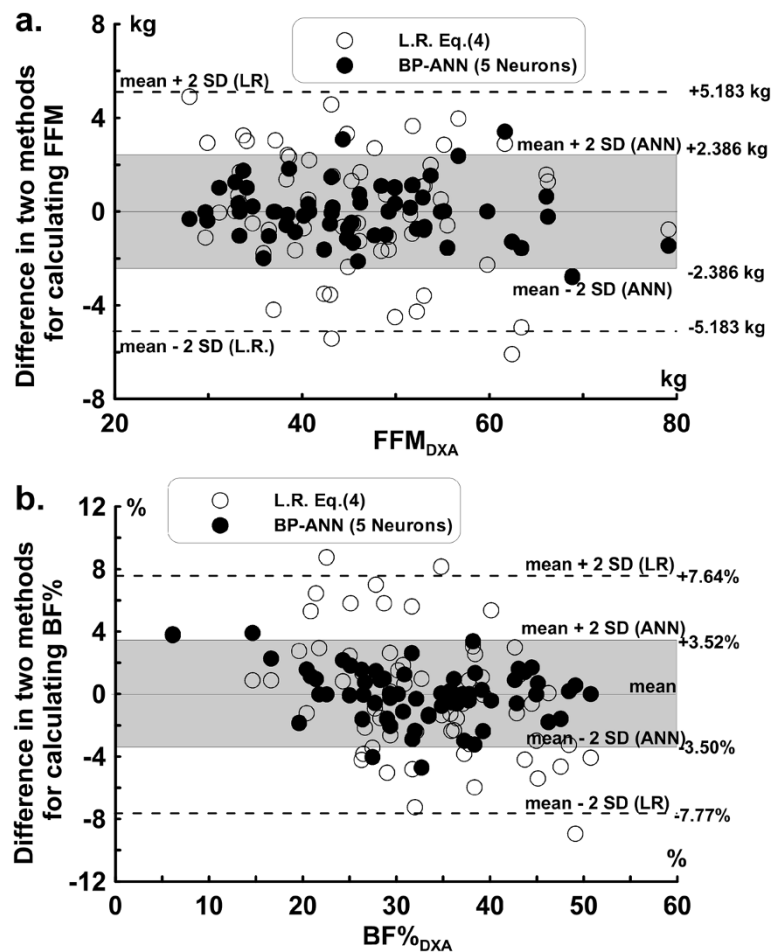 a.
8
kg
L.R. Eq.(4)
BP-ANN (5 Neurons)
mean + 2 SD (LR)
+5.183 kg
4
mean + 2 SD (ANN)
+2.386 kg
0
Difference in two methods
for calculating FFM
-2.386 kg
mean - 2 SD (ANN)
-4
-5.183 kg
mean - 2 SD (L.R.)
kg
-8
20
40
60
80
FFMDXA
b.
12
%
L.R. Eq.(4)
BP-ANN (5 Neurons)
8
mean + 2 SD (LR)
+7.64%
4
mean + 2 SD (ANN)
+3.52%
mean
0
Difference in two methods
for calculating BF%
mean - 2 SD (ANN)
-3.50%
-4
mean - 2 SD (LR)
-7.77%
-8
%
-12
0
10
20
30
40
50
60
BF%DXA